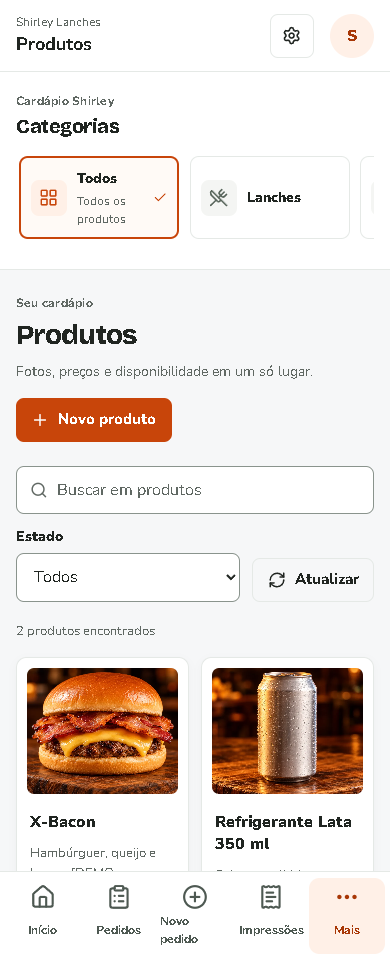 Shirley Lanches
Produtos
S
Cardápio Shirley
Categorias
Todos
Todos os
produtos
Lanches
Seu cardápio
Produtos
Fotos, preços e disponibilidade em um só lugar.
Novo produto
Buscar em produtos
Estado
Todos
Atualizar
2 produtos encontrados
X-Bacon
Refrigerante Lata
350 ml
Hambúrguer, queijo e
Início
Pedidos
Novo
pedido
Impressões
Mais